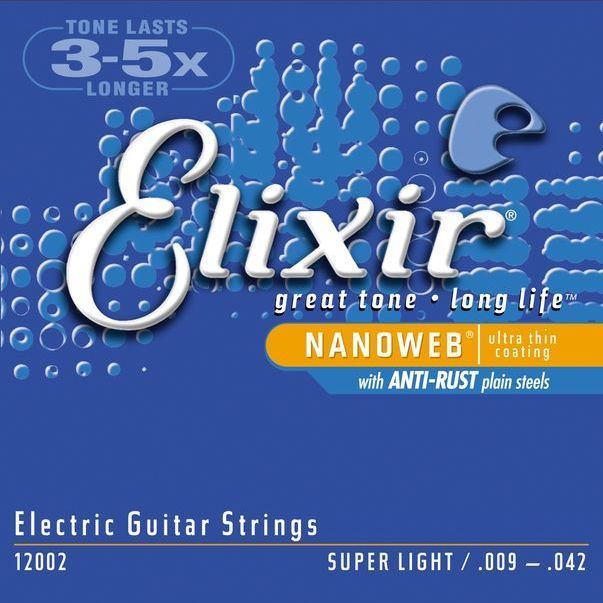 TONE LASTS
3-5x
LONGER
e
Elixir®
great tone • long life™
NANOWEB® | ultra thin
coating
with ANTI-RUST plain steels
Electric Guitar Strings
12002 SUPER LIGHT / .009 — .042